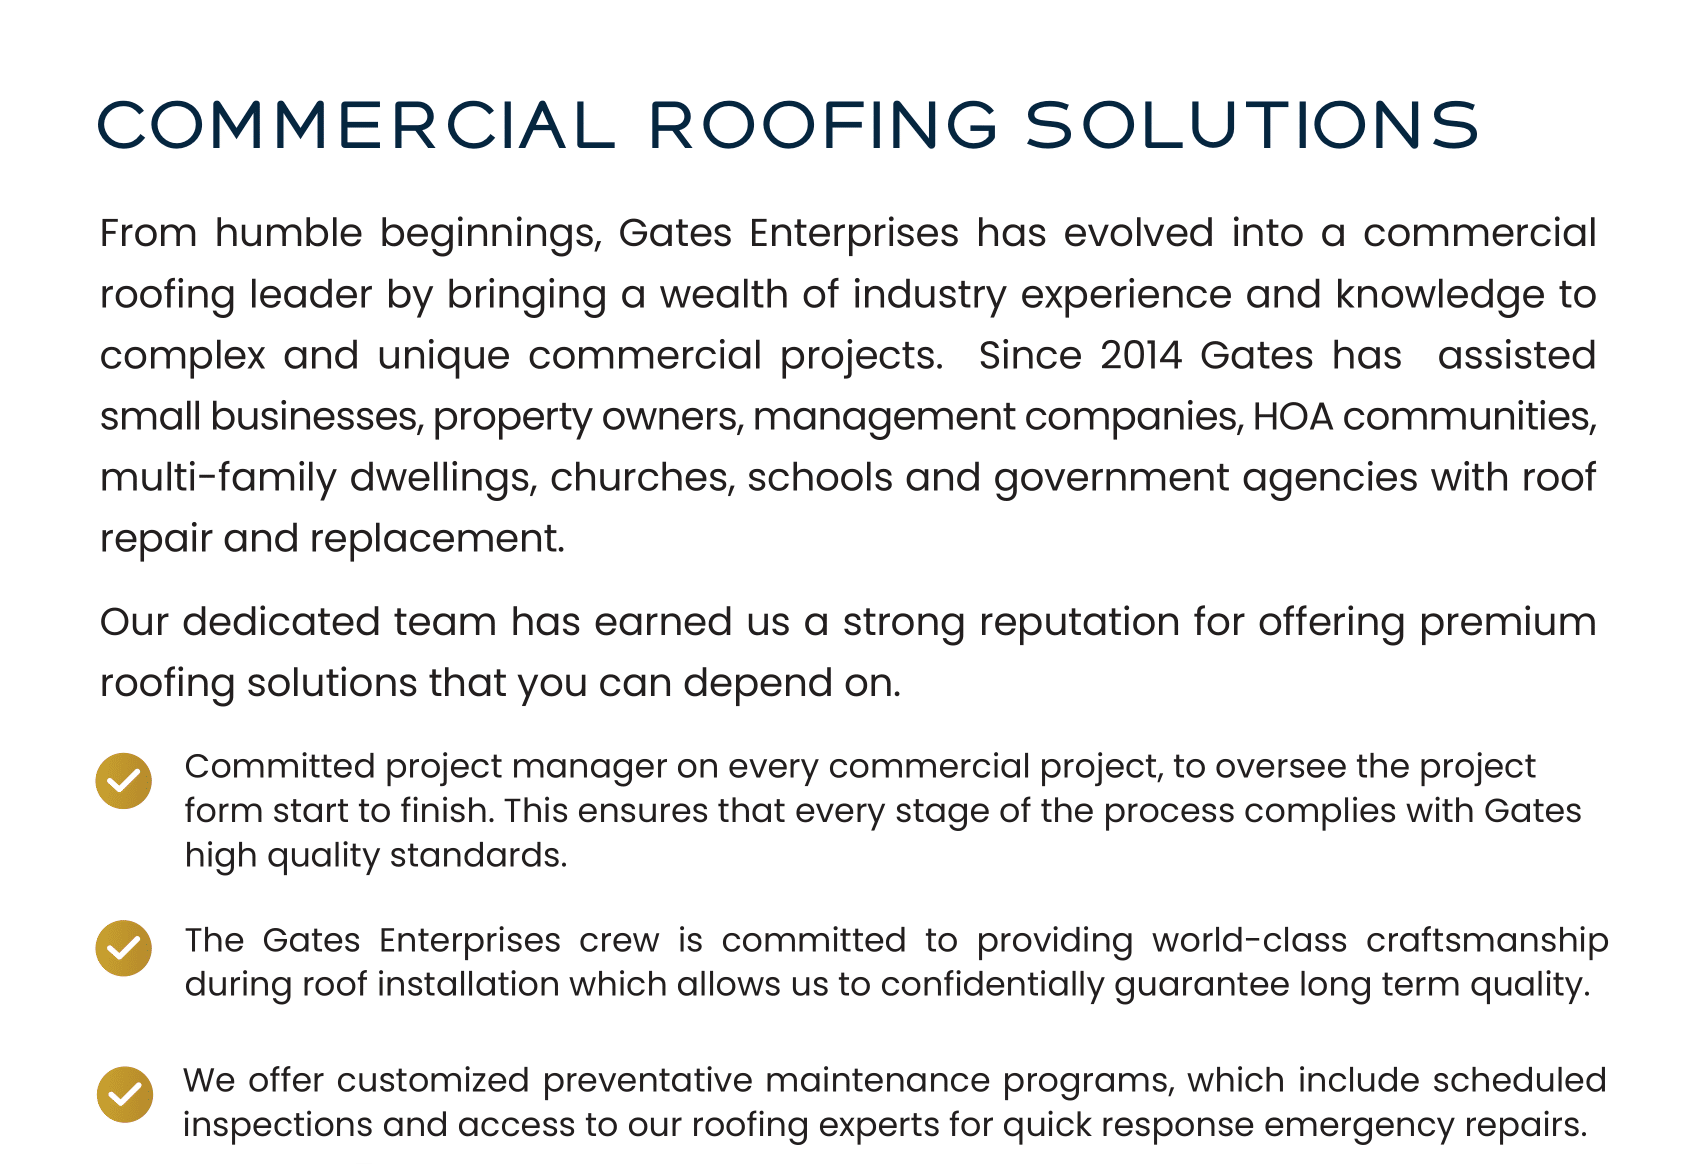 COMMERCIAL ROOFING SOLUTIONS
From humble beginnings, Gates Enterprises has evolved into a commercial
roofing leader by bringing a wealth of industry experience and knowledge to
complex and unique commercial projects.  Since 2014 Gates has  assisted
small businesses, property owners, management companies, HOA communities,
multi-family dwellings, churches, schools and government agencies with roof
repair and replacement.
Our dedicated team has earned us a strong reputation for offering premium
roofing solutions that you can depend on.
Committed project manager on every commercial project, to oversee the project
form start to finish. This ensures that every stage of the process complies with Gates
high quality standards.
The Gates Enterprises crew is committed to providing world-class craftsmanship
during roof installation which allows us to confidentially guarantee long term quality.
We offer customized preventative maintenance programs, which include scheduled
inspections and access to our roofing experts for quick response emergency repairs.